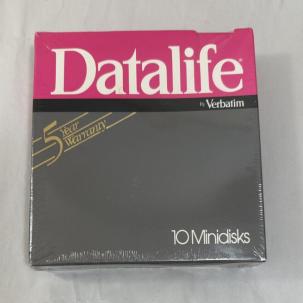 Datalife®
by Verbatim
5 Year
Warranty
10 Minidisks